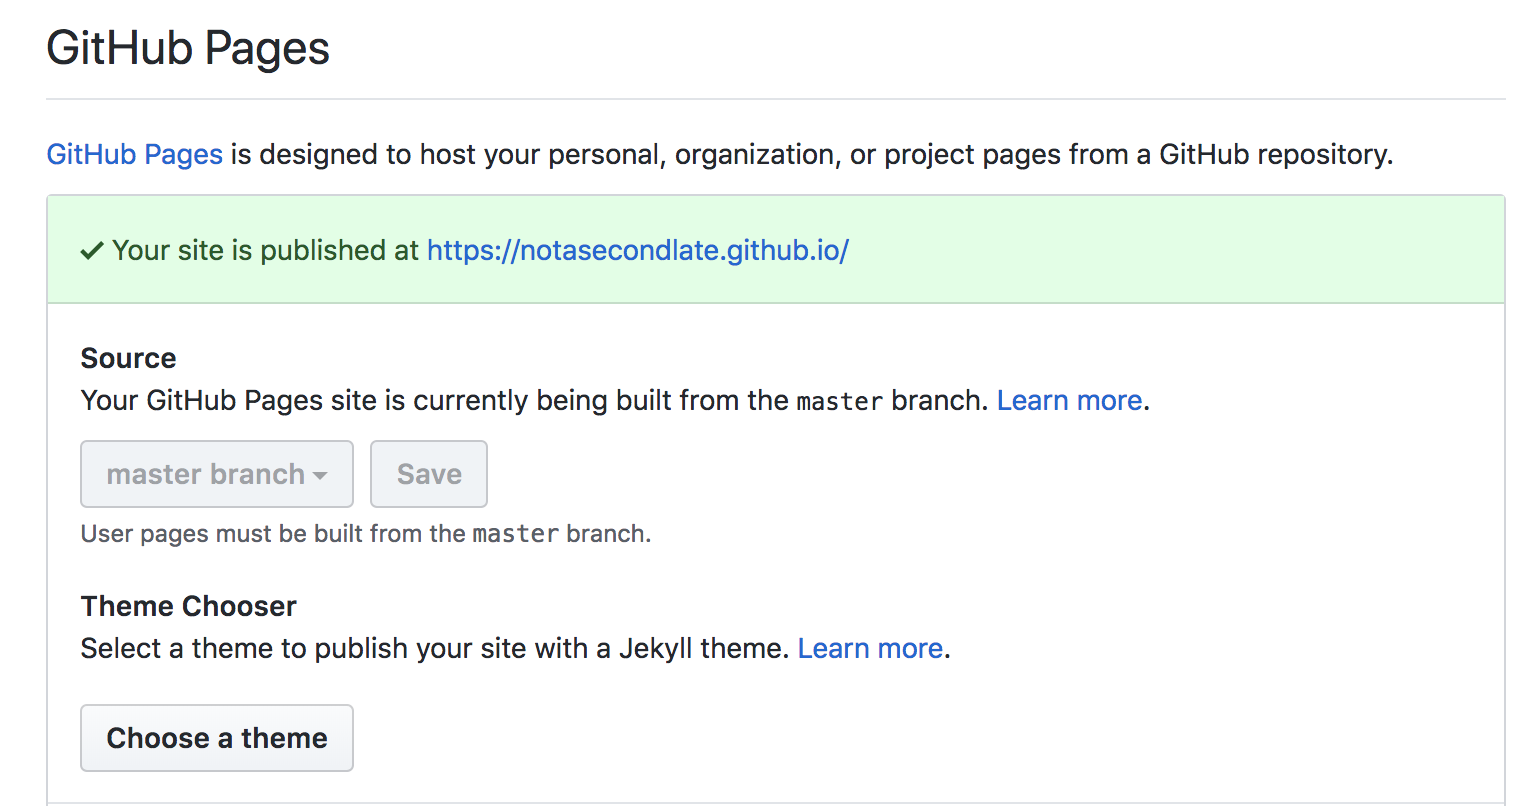 GitHub Pages
GitHub Pages is designed to host your personal, organization, or project pages from a GitHub repository.
Your site is published at https://notasecondlate.github.io/
Source
Your GitHub Pages site is currently being built from the master branch. Learn more.
master branch Save
User pages must be built from the master branch.
Theme Chooser
Select a theme to publish your site with a Jekyll theme. Learn more.
Choose a theme